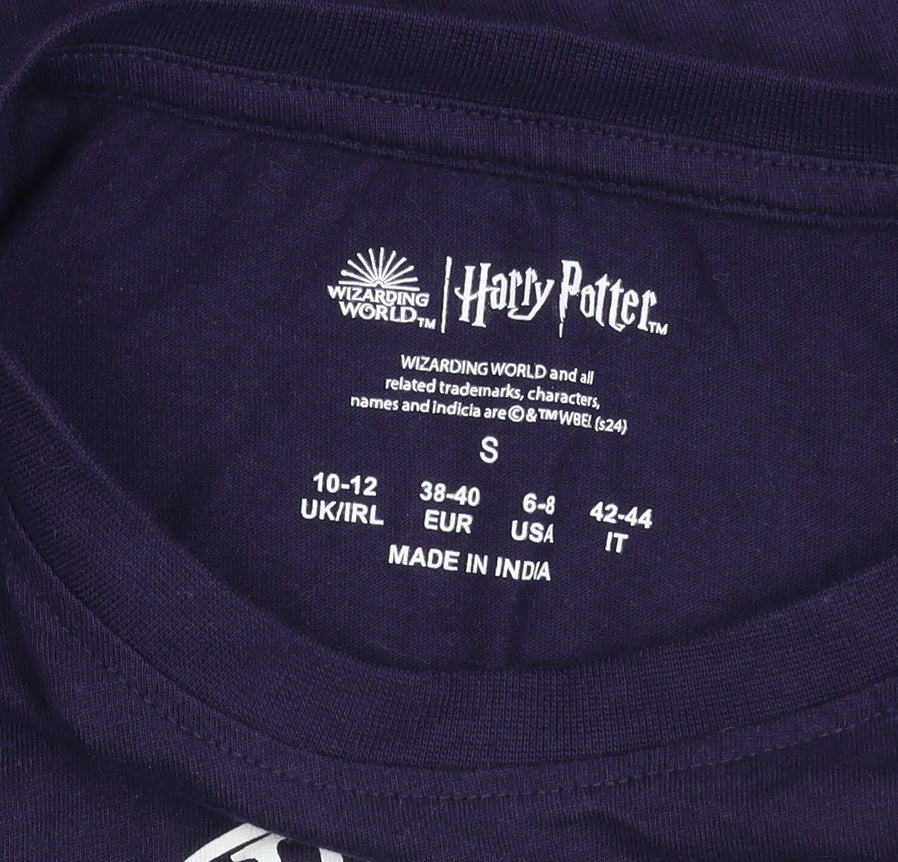 WIZARDING
WORLD™
Harry Potter™
WIZARDING WORLD and all
related trademarks, characters,
names and indicia are © & ™ WBEI (s24)
S
10-12 38-40 6-8 42-44
UK/IRL EUR USA IT
MADE IN INDIA